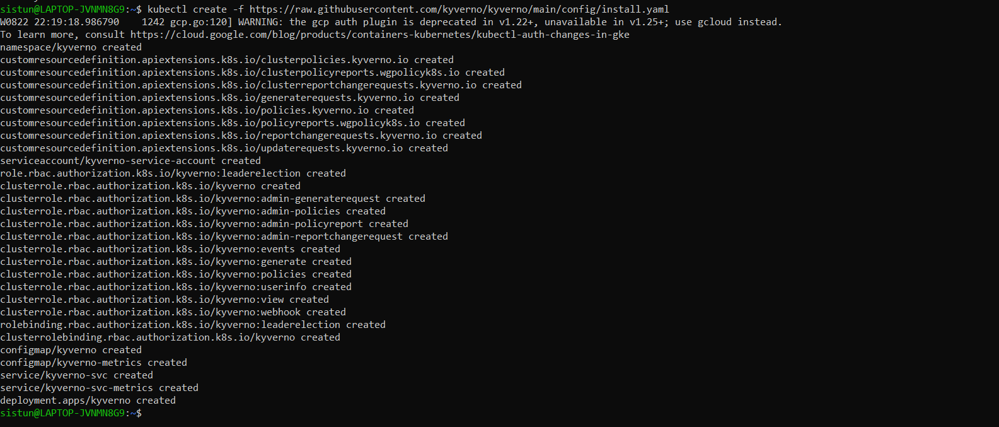 sistun@LAPTOP-JVNMN8G9:~$ kubectl create -f https://raw.githubusercontent.com/kyverno/kyverno/main/config/install.yaml
W0822 22:19:18.986790    1242 gcp.go:120] WARNING: the gcp auth plugin is deprecated in v1.22+, unavailable in v1.25+; use gcloud instead.
To learn more, consult https://cloud.google.com/blog/products/containers-kubernetes/kubectl-auth-changes-in-gke
namespace/kyverno created
customresourcedefinition.apiextensions.k8s.io/clusterpolicies.kyverno.io created
customresourcedefinition.apiextensions.k8s.io/clusterpolicyreports.wgpolicyk8s.io created
customresourcedefinition.apiextensions.k8s.io/clusterreportchangerequests.kyverno.io created
customresourcedefinition.apiextensions.k8s.io/generaterequests.kyverno.io created
customresourcedefinition.apiextensions.k8s.io/policies.kyverno.io created
customresourcedefinition.apiextensions.k8s.io/policyreports.wgpolicyk8s.io created
customresourcedefinition.apiextensions.k8s.io/reportchangerequests.kyverno.io created
customresourcedefinition.apiextensions.k8s.io/updaterequests.kyverno.io created
serviceaccount/kyverno-service-account created
role.rbac.authorization.k8s.io/kyverno:leaderelection created
clusterrole.rbac.authorization.k8s.io/kyverno created
clusterrole.rbac.authorization.k8s.io/kyverno:admin-generaterequest created
clusterrole.rbac.authorization.k8s.io/kyverno:admin-policies created
clusterrole.rbac.authorization.k8s.io/kyverno:admin-policyreport created
clusterrole.rbac.authorization.k8s.io/kyverno:admin-reportchangerequest created
clusterrole.rbac.authorization.k8s.io/kyverno:events created
clusterrole.rbac.authorization.k8s.io/kyverno:generate created
clusterrole.rbac.authorization.k8s.io/kyverno:policies created
clusterrole.rbac.authorization.k8s.io/kyverno:userinfo created
clusterrole.rbac.authorization.k8s.io/kyverno:view created
clusterrole.rbac.authorization.k8s.io/kyverno:webhook created
rolebinding.rbac.authorization.k8s.io/kyverno:leaderelection created
clusterrolebinding.rbac.authorization.k8s.io/kyverno created
configmap/kyverno created
configmap/kyverno-metrics created
service/kyverno-svc created
service/kyverno-svc-metrics created
deployment.apps/kyverno created
sistun@LAPTOP-JVNMN8G9:~$